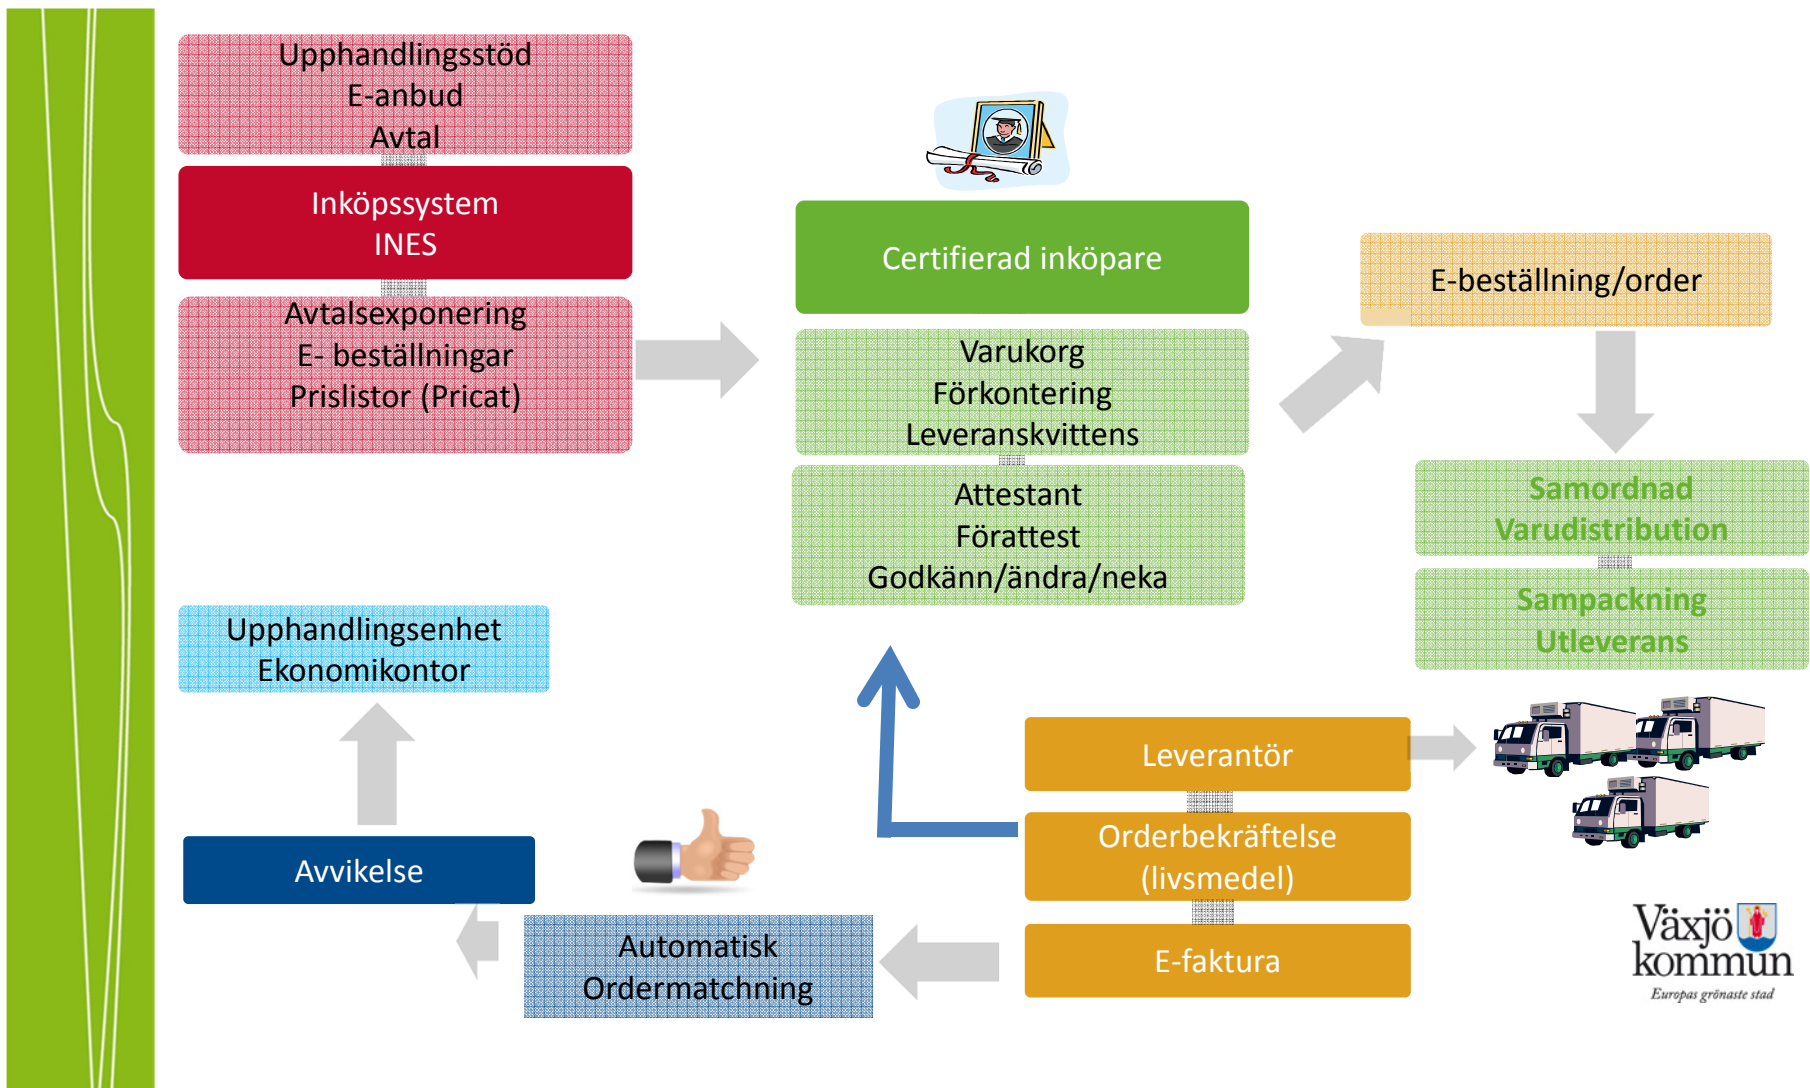 Upphandlingsstöd
E-anbud
Avtal
Inköpssystem
INES
Avtalsexponering
E- beställningar
Prislistor (Pricat)
Certifierad inköpare
Varukorg
Förkontering
Leveranskvittens
Attestant
Förattest
Godkänn/ändra/neka
E-beställning/order
Samordnad
Varudistribution
Sampackning
Utleverans
Leverantör
Orderbekräftelse
(livsmedel)
E-faktura
Automatisk
Ordermatchning
Avvikelse
Upphandlingsenhet
Ekonomikontor
Växjö
kommun
Europas grönaste stad